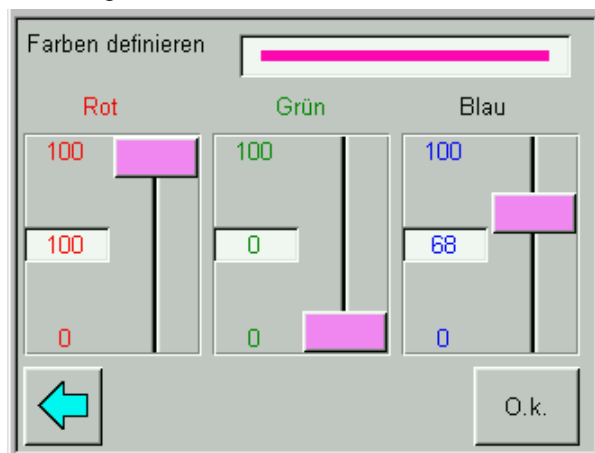 Farben definieren
Rot Grün Blau
100 100 100
100 0 68
0 0 0
O.k.